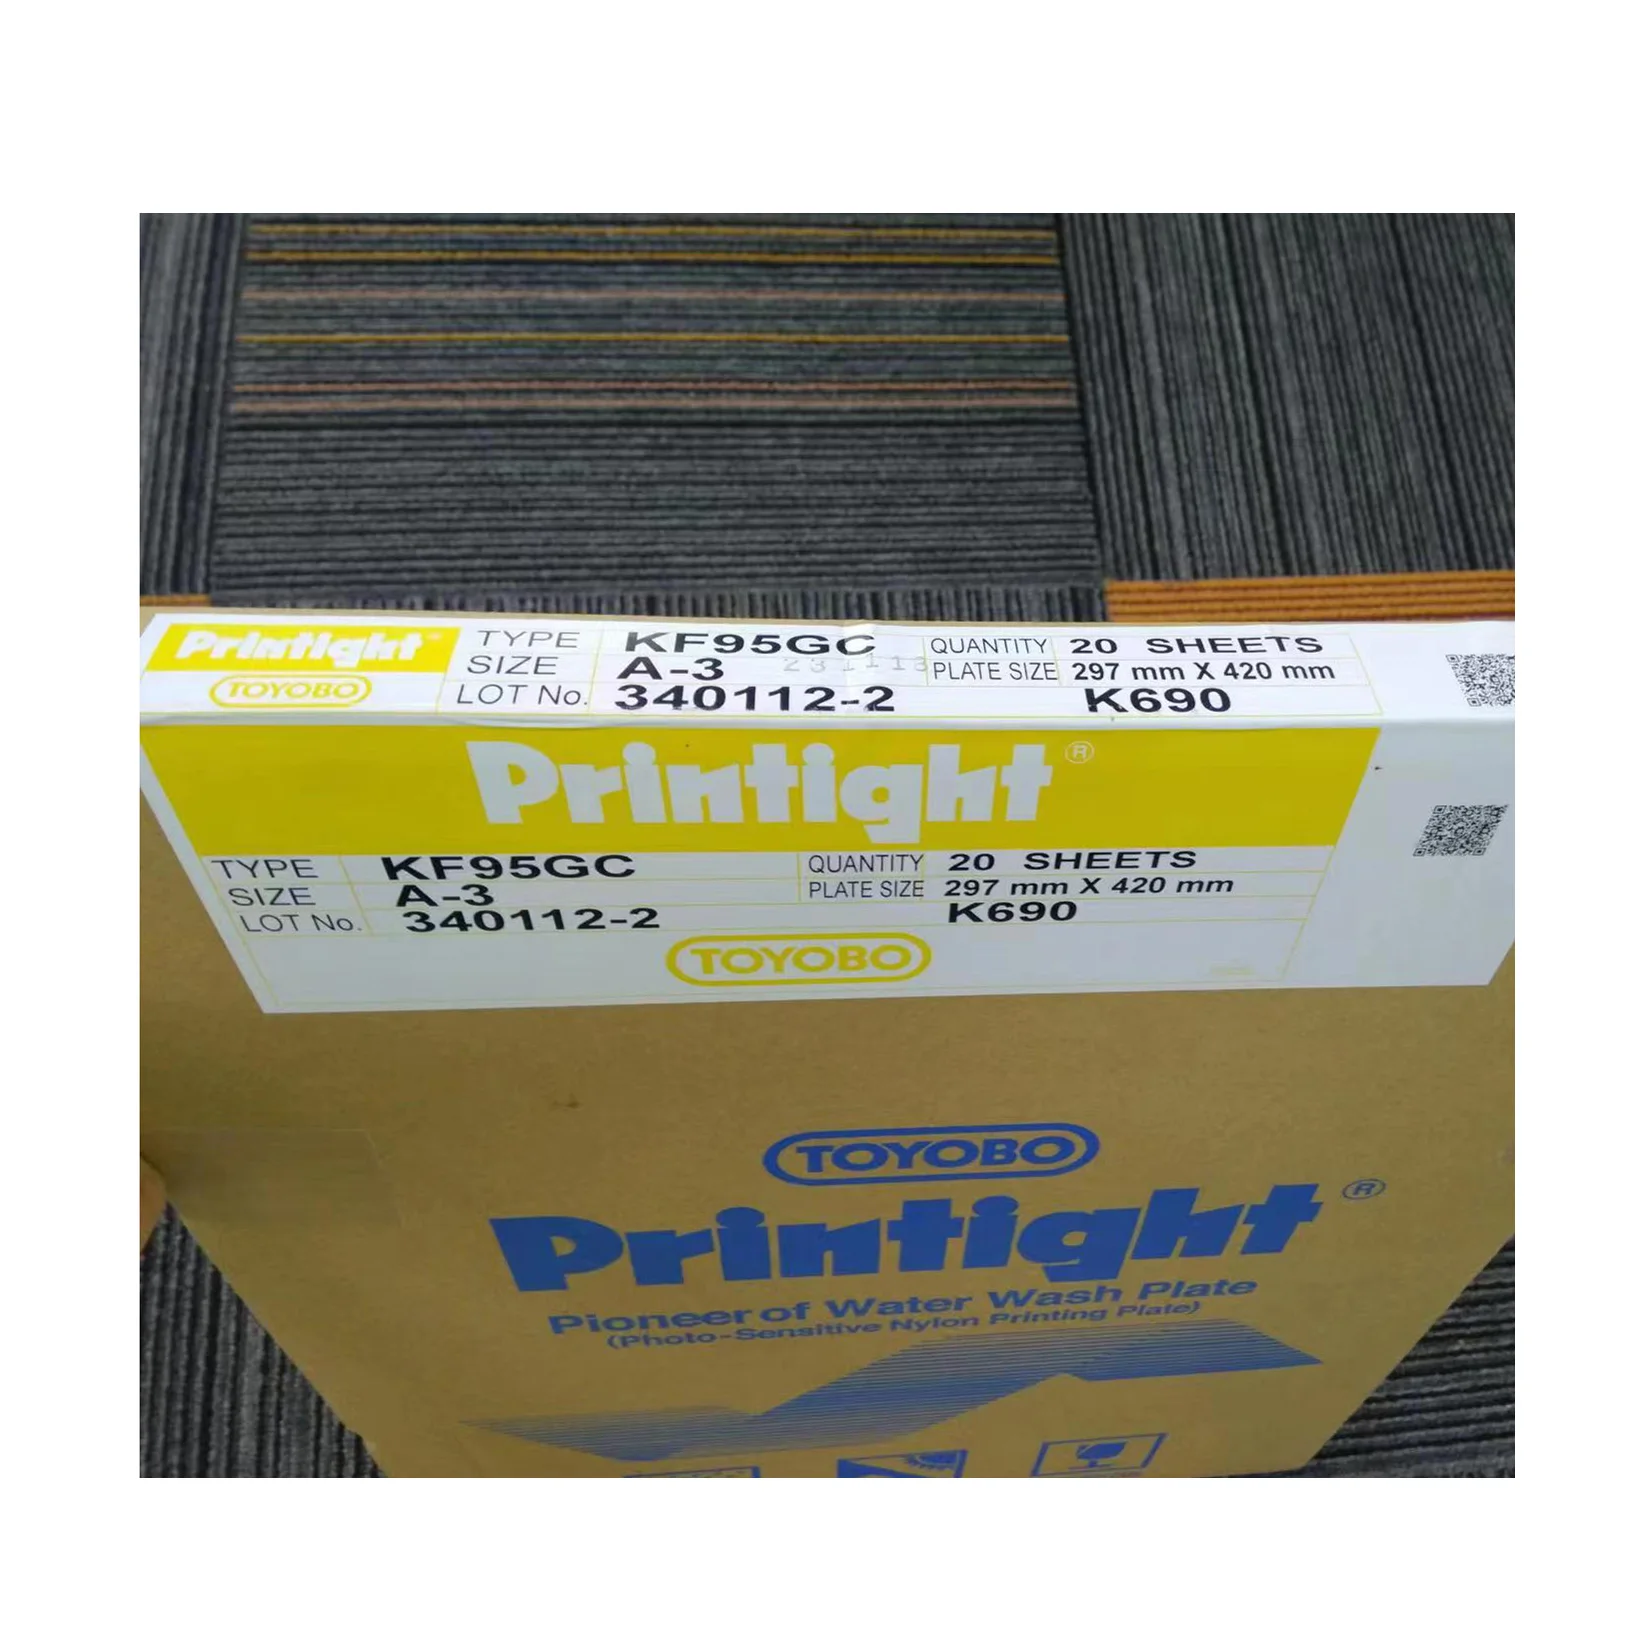 Printight
TOYOBO
TYPE KF95GC QUANTITY 20 SHEETS
SIZE A-3 231113 PLATE SIZE 297 mm X 420 mm
LOT No. 340112-2 K690
Printight®
TYPE KF95GC QUANTITY 20 SHEETS
SIZE A-3 PLATE SIZE 297 mm X 420 mm
LOT No. 340112-2 K690
TOYOBO
TOYOBO
Printight®
Pioneer of Water Wash Plate
(Photo-Sensitive Nylon Printing Plate)